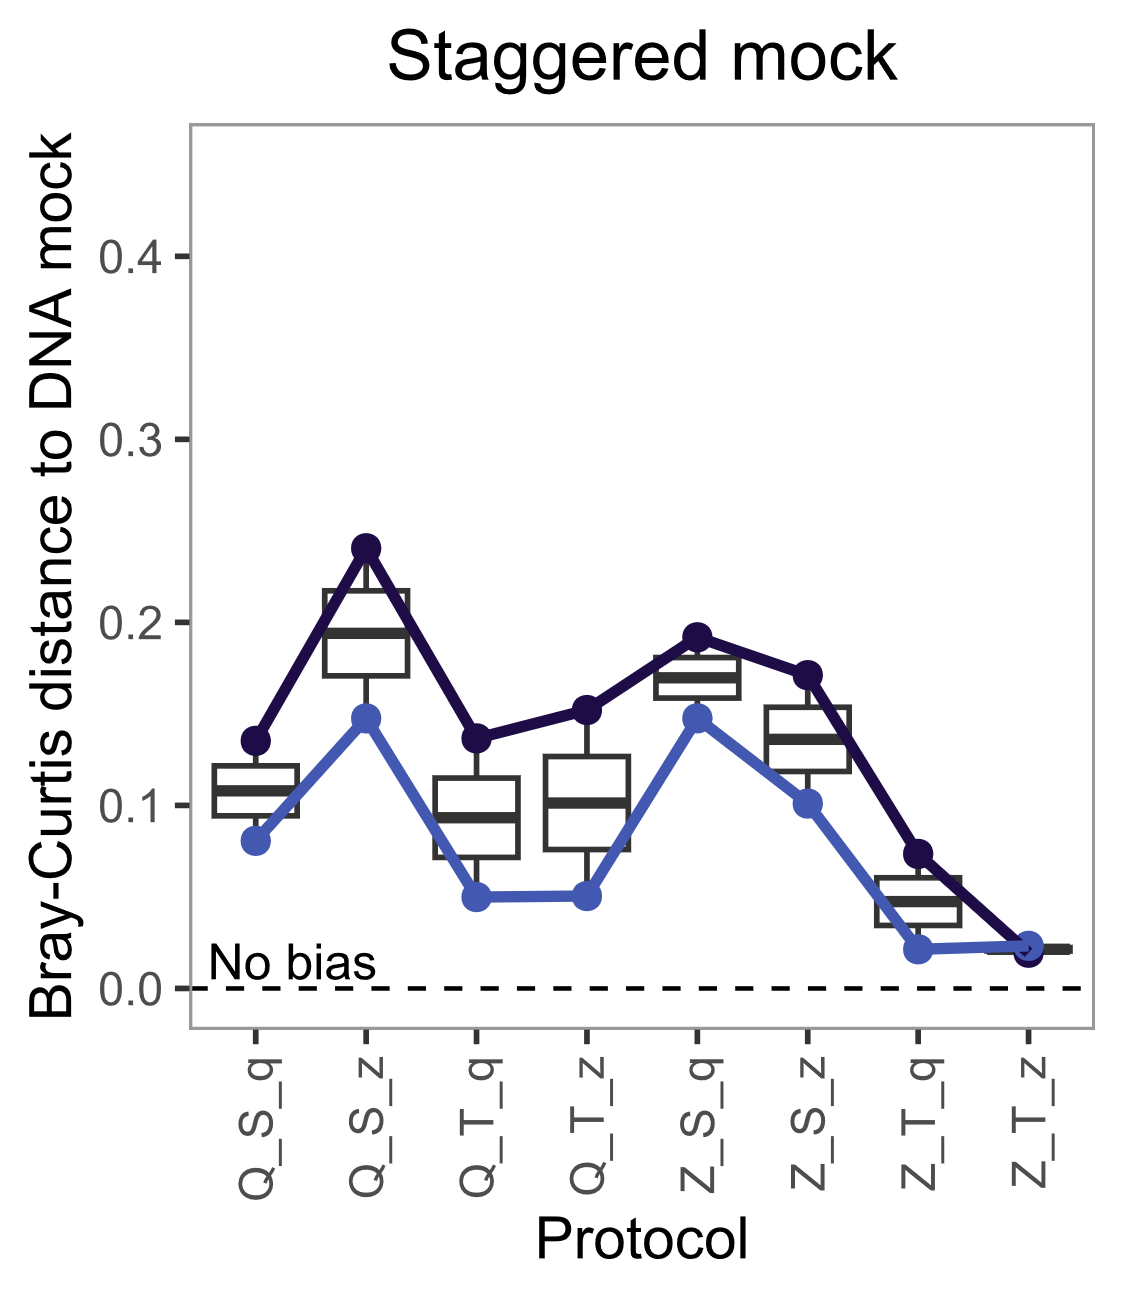 Staggered mock
Bray-Curtis distance to DNA mock
0.4
0.3
0.2
0.1
0.0
No bias
Q_S_q
Q_S_z
Q_T_q
Q_T_z
Z_S_q
Z_S_z
Z_T_q
Z_T_z
Protocol